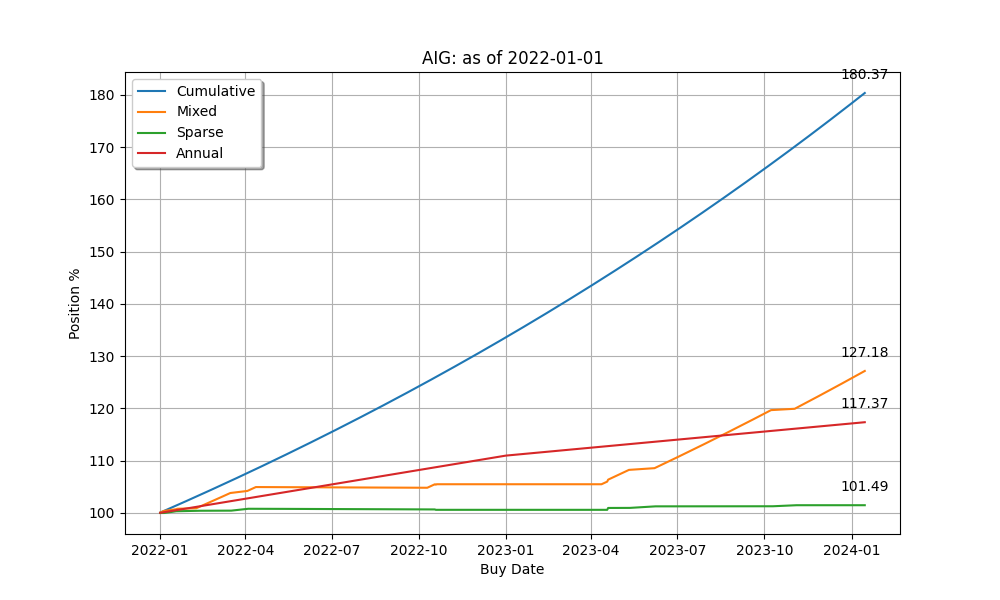 AIG: as of 2022-01-01
180.37
180
Cumulative
Mixed
Sparse
Annual
170
160
150
140
Position %
130
127.18
120
117.37
110
101.49
100
2022-01 2022-04 2022-07 2022-10 2023-01 2023-04 2023-07 2023-10 2024-01
Buy Date